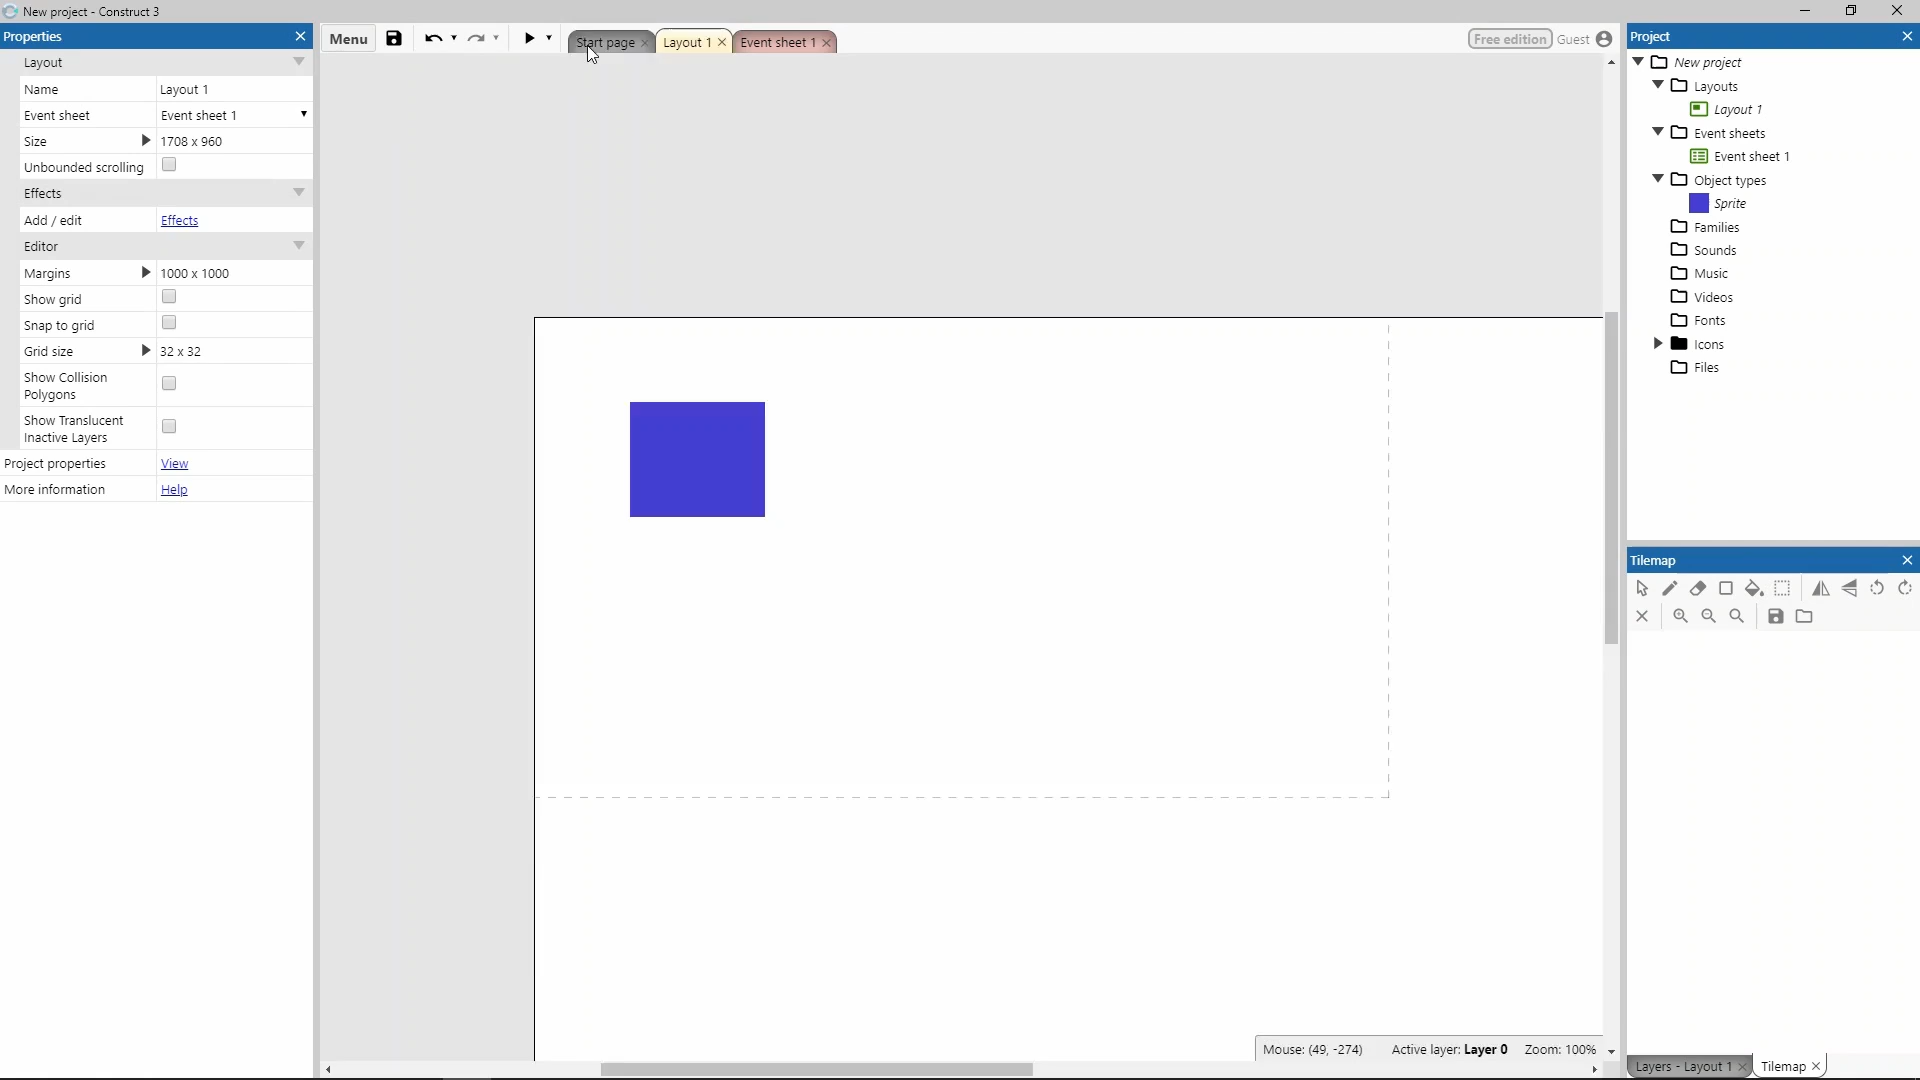 New project - Construct 3
Properties
Layout
Name Layout 1
Event sheet Event sheet 1
Size 1708 x 960
Unbounded scrolling
Effects
Add / edit Effects
Editor
Margins 1000 x 1000
Show grid
Snap to grid
Grid size 32 x 32
Show Collision
Polygons
Show Translucent
Inactive Layers
Project properties View
More information Help
Menu
Start page
Layout 1
Event sheet 1
Free edition Guest
Mouse: (49, -274) Active layer: Layer 0 Zoom: 100%
Project
New project
Layouts
Layout 1
Event sheets
Event sheet 1
Object types
Sprite
Families
Sounds
Music
Videos
Fonts
Icons
Files
Tilemap
Layers - Layout 1
Tilemap